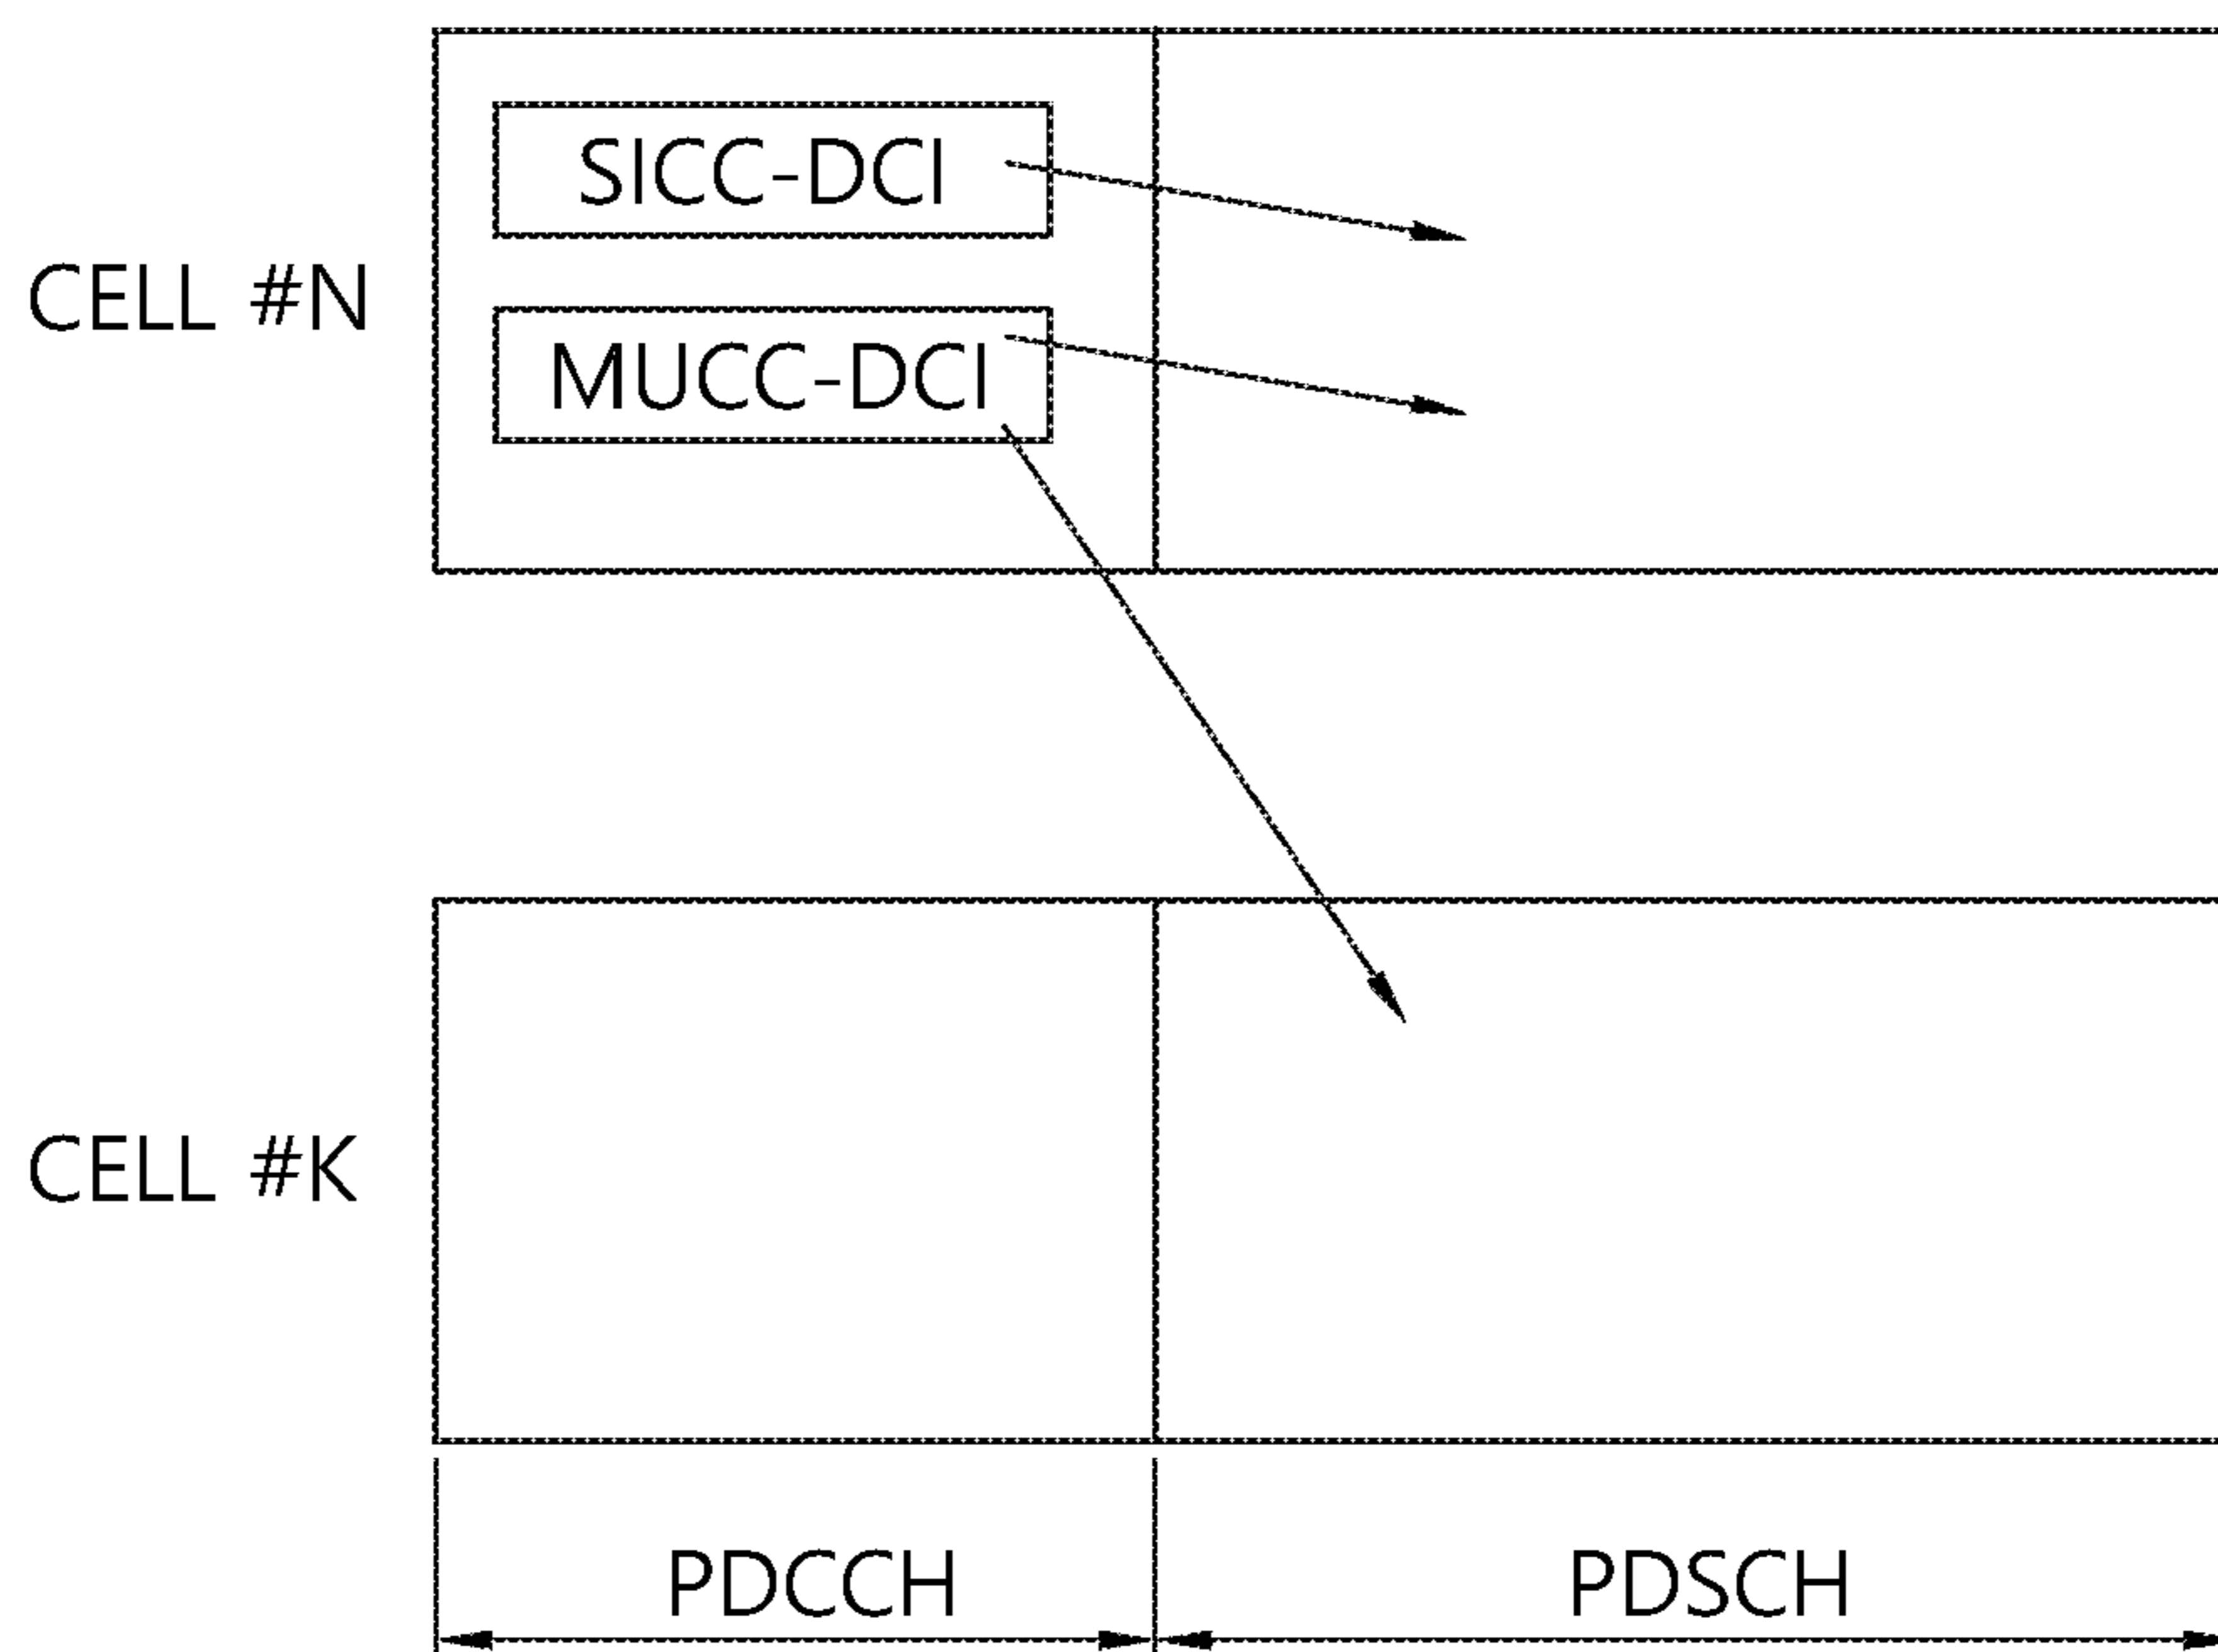 SICC-DCI
CELL #N
MUCC-DCI
CELL #K
PDCCH
PDSCH